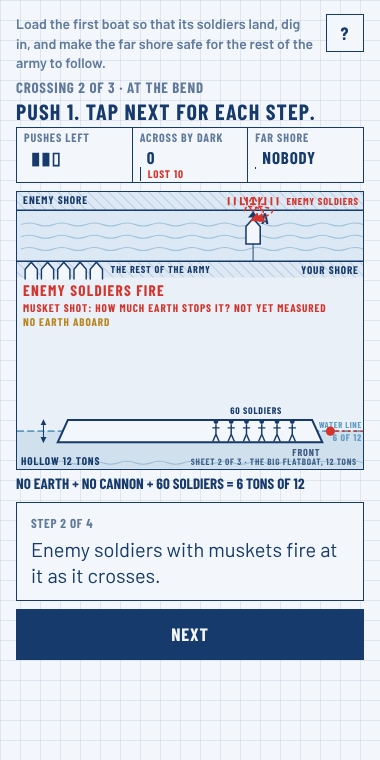 Load the first boat so that its soldiers land, dig
in, and make the far shore safe for the rest of the
army to follow.
?
CROSSING 2 OF 3 · AT THE BEND
PUSH 1. TAP NEXT FOR EACH STEP.
PUSHES LEFT
ACROSS BY DARK
0
LOST 10
FAR SHORE
NOBODY
ENEMY SHORE
ENEMY SOLDIERS
THE REST OF THE ARMY
YOUR SHORE
ENEMY SOLDIERS FIRE
MUSKET SHOT: HOW MUCH EARTH STOPS IT? NOT YET MEASURED
NO EARTH ABOARD
60 SOLDIERS
WATER LINE
6 OF 12
FRONT
HOLLOW 12 TONS
SHEET 2 OF 3 · THE BIG FLATBOAT, 12 TONS
NO EARTH + NO CANNON + 60 SOLDIERS = 6 TONS OF 12
STEP 2 OF 4
Enemy soldiers with muskets fire at
it as it crosses.
NEXT